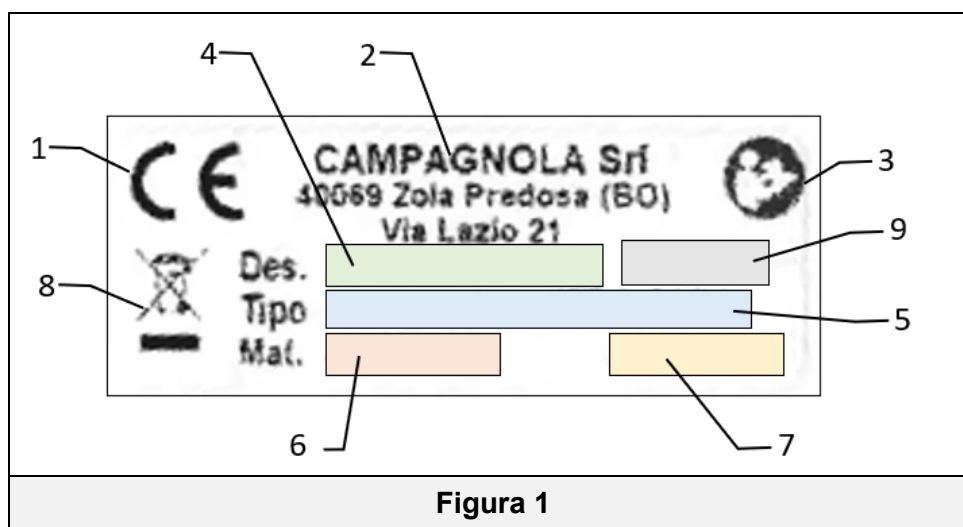 4
2
1
CE
CAMPAGNOLA Srl
3
40069 Zola Predosa (BO)
Via Lazio 21
9
8
Des.
Tipo
5
Mat.
6
7
Figura 1